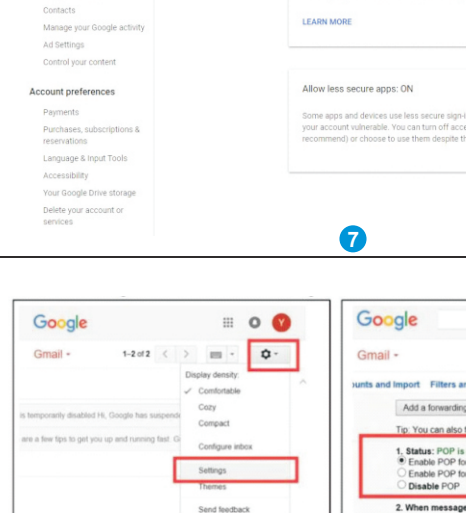 Contacts
Manage your Google activity
Ad Settings
Control your content
Account preferences
Payments
Purchases, subscriptions &
reservations
Language & Input Tools
Accessibility
Your Google Drive storage
Delete your account or
services
LEARN MORE
Allow less secure apps: ON
Some apps and devices use less secure sign-i
your account vulnerable. You can turn off acce
recommend) or choose to use them despite th
7
Google
Y
Gmail
1–2 of 2
Display density:
✓ Comfortable
Cozy
Compact
Configure inbox
Settings
Themes
Send feedback
is temporarily disabled Hi, Google has suspende
are a few tips to get you up and running fast. G
Google
Gmail
unts and Import Filters an
Add a forwarding
Tip: You can also f
1. Status: POP is
Enable POP fo
Enable POP fo
Disable POP
2. When message